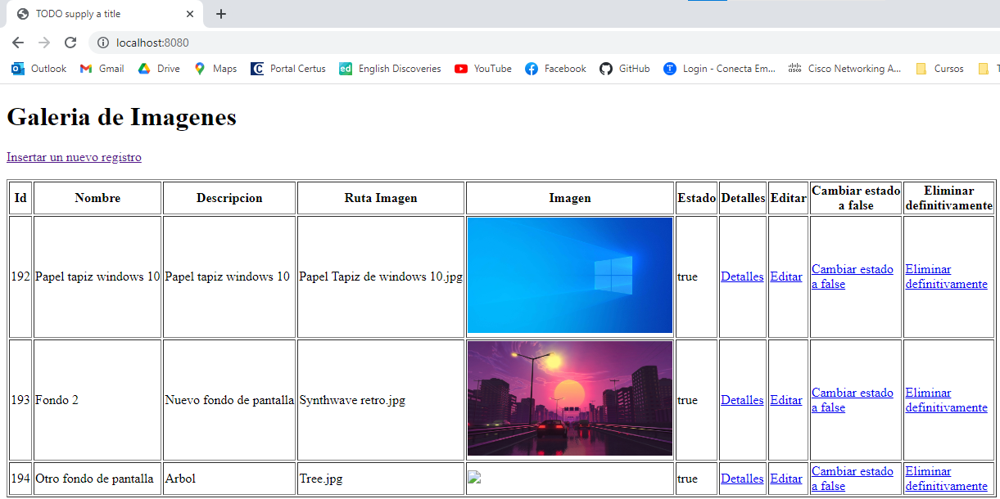 TODO supply a title
localhost:8080
Outlook Gmail Drive Maps Portal Certus English Discoveries YouTube Facebook GitHub Login - Conecta Em... Cisco Networking A... Cursos T
Galeria de Imagenes
Insertar un nuevo registro
Id Nombre Descripcion Ruta Imagen Imagen Estado Detalles Editar Cambiar estado a false Eliminar definitivamente
192 Papel tapiz windows 10 Papel tapiz windows 10 Papel Tapiz de windows 10.jpg true Detalles Editar Cambiar estado a false Eliminar definitivamente
193 Fondo 2 Nuevo fondo de pantalla Synthwave retro.jpg true Detalles Editar Cambiar estado a false Eliminar definitivamente
194 Otro fondo de pantalla Arbol Tree.jpg true Detalles Editar Cambiar estado a false Eliminar definitivamente